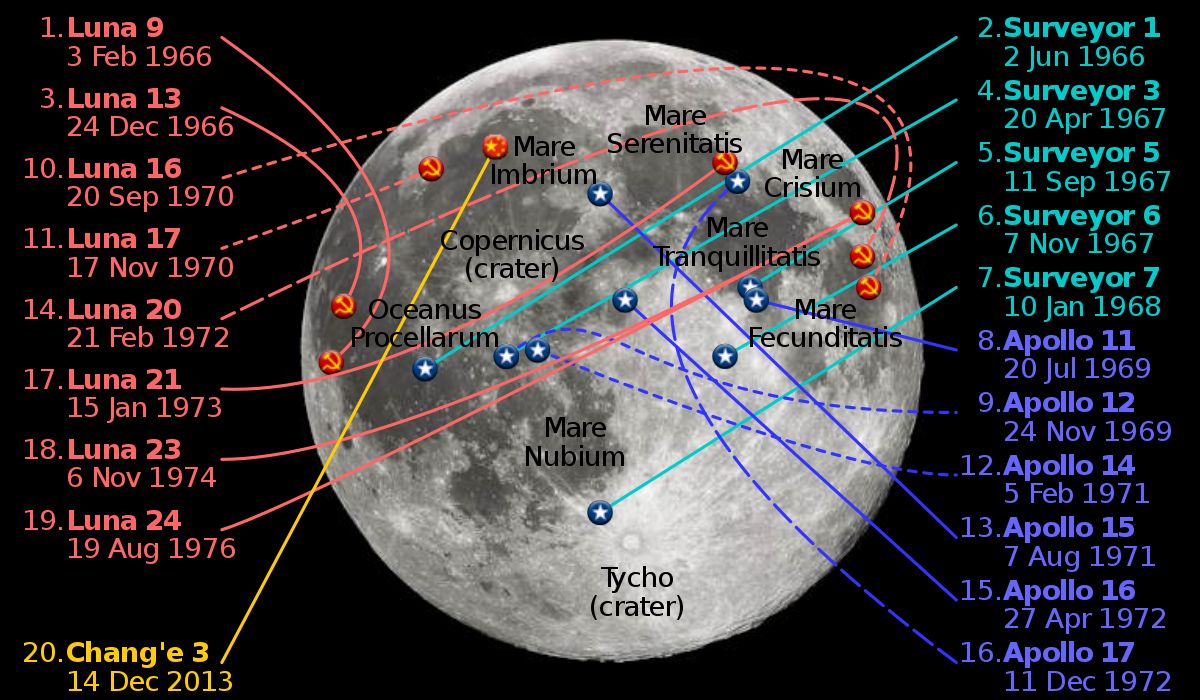 1. Luna 9
3 Feb 1966
3. Luna 13
24 Dec 1966
10. Luna 16
20 Sep 1970
11. Luna 17
17 Nov 1970
14. Luna 20
21 Feb 1972
17. Luna 21
15 Jan 1973
18. Luna 23
6 Nov 1974
19. Luna 24
19 Aug 1976
20. Chang'e 3
14 Dec 2013
Mare
Serenitatis
Mare
Imbrium
Mare
Crisium
Copernicus
(crater)
Mare
Tranquillitatis
Oceanus
Procellarum
Mare
Fecunditatis
Mare
Nubium
Tycho
(crater)
2. Surveyor 1
2 Jun 1966
4. Surveyor 3
20 Apr 1967
5. Surveyor 5
11 Sep 1967
6. Surveyor 6
7 Nov 1967
7. Surveyor 7
10 Jan 1968
8. Apollo 11
20 Jul 1969
9. Apollo 12
24 Nov 1969
12. Apollo 14
5 Feb 1971
13. Apollo 15
7 Aug 1971
15. Apollo 16
27 Apr 1972
16. Apollo 17
11 Dec 1972